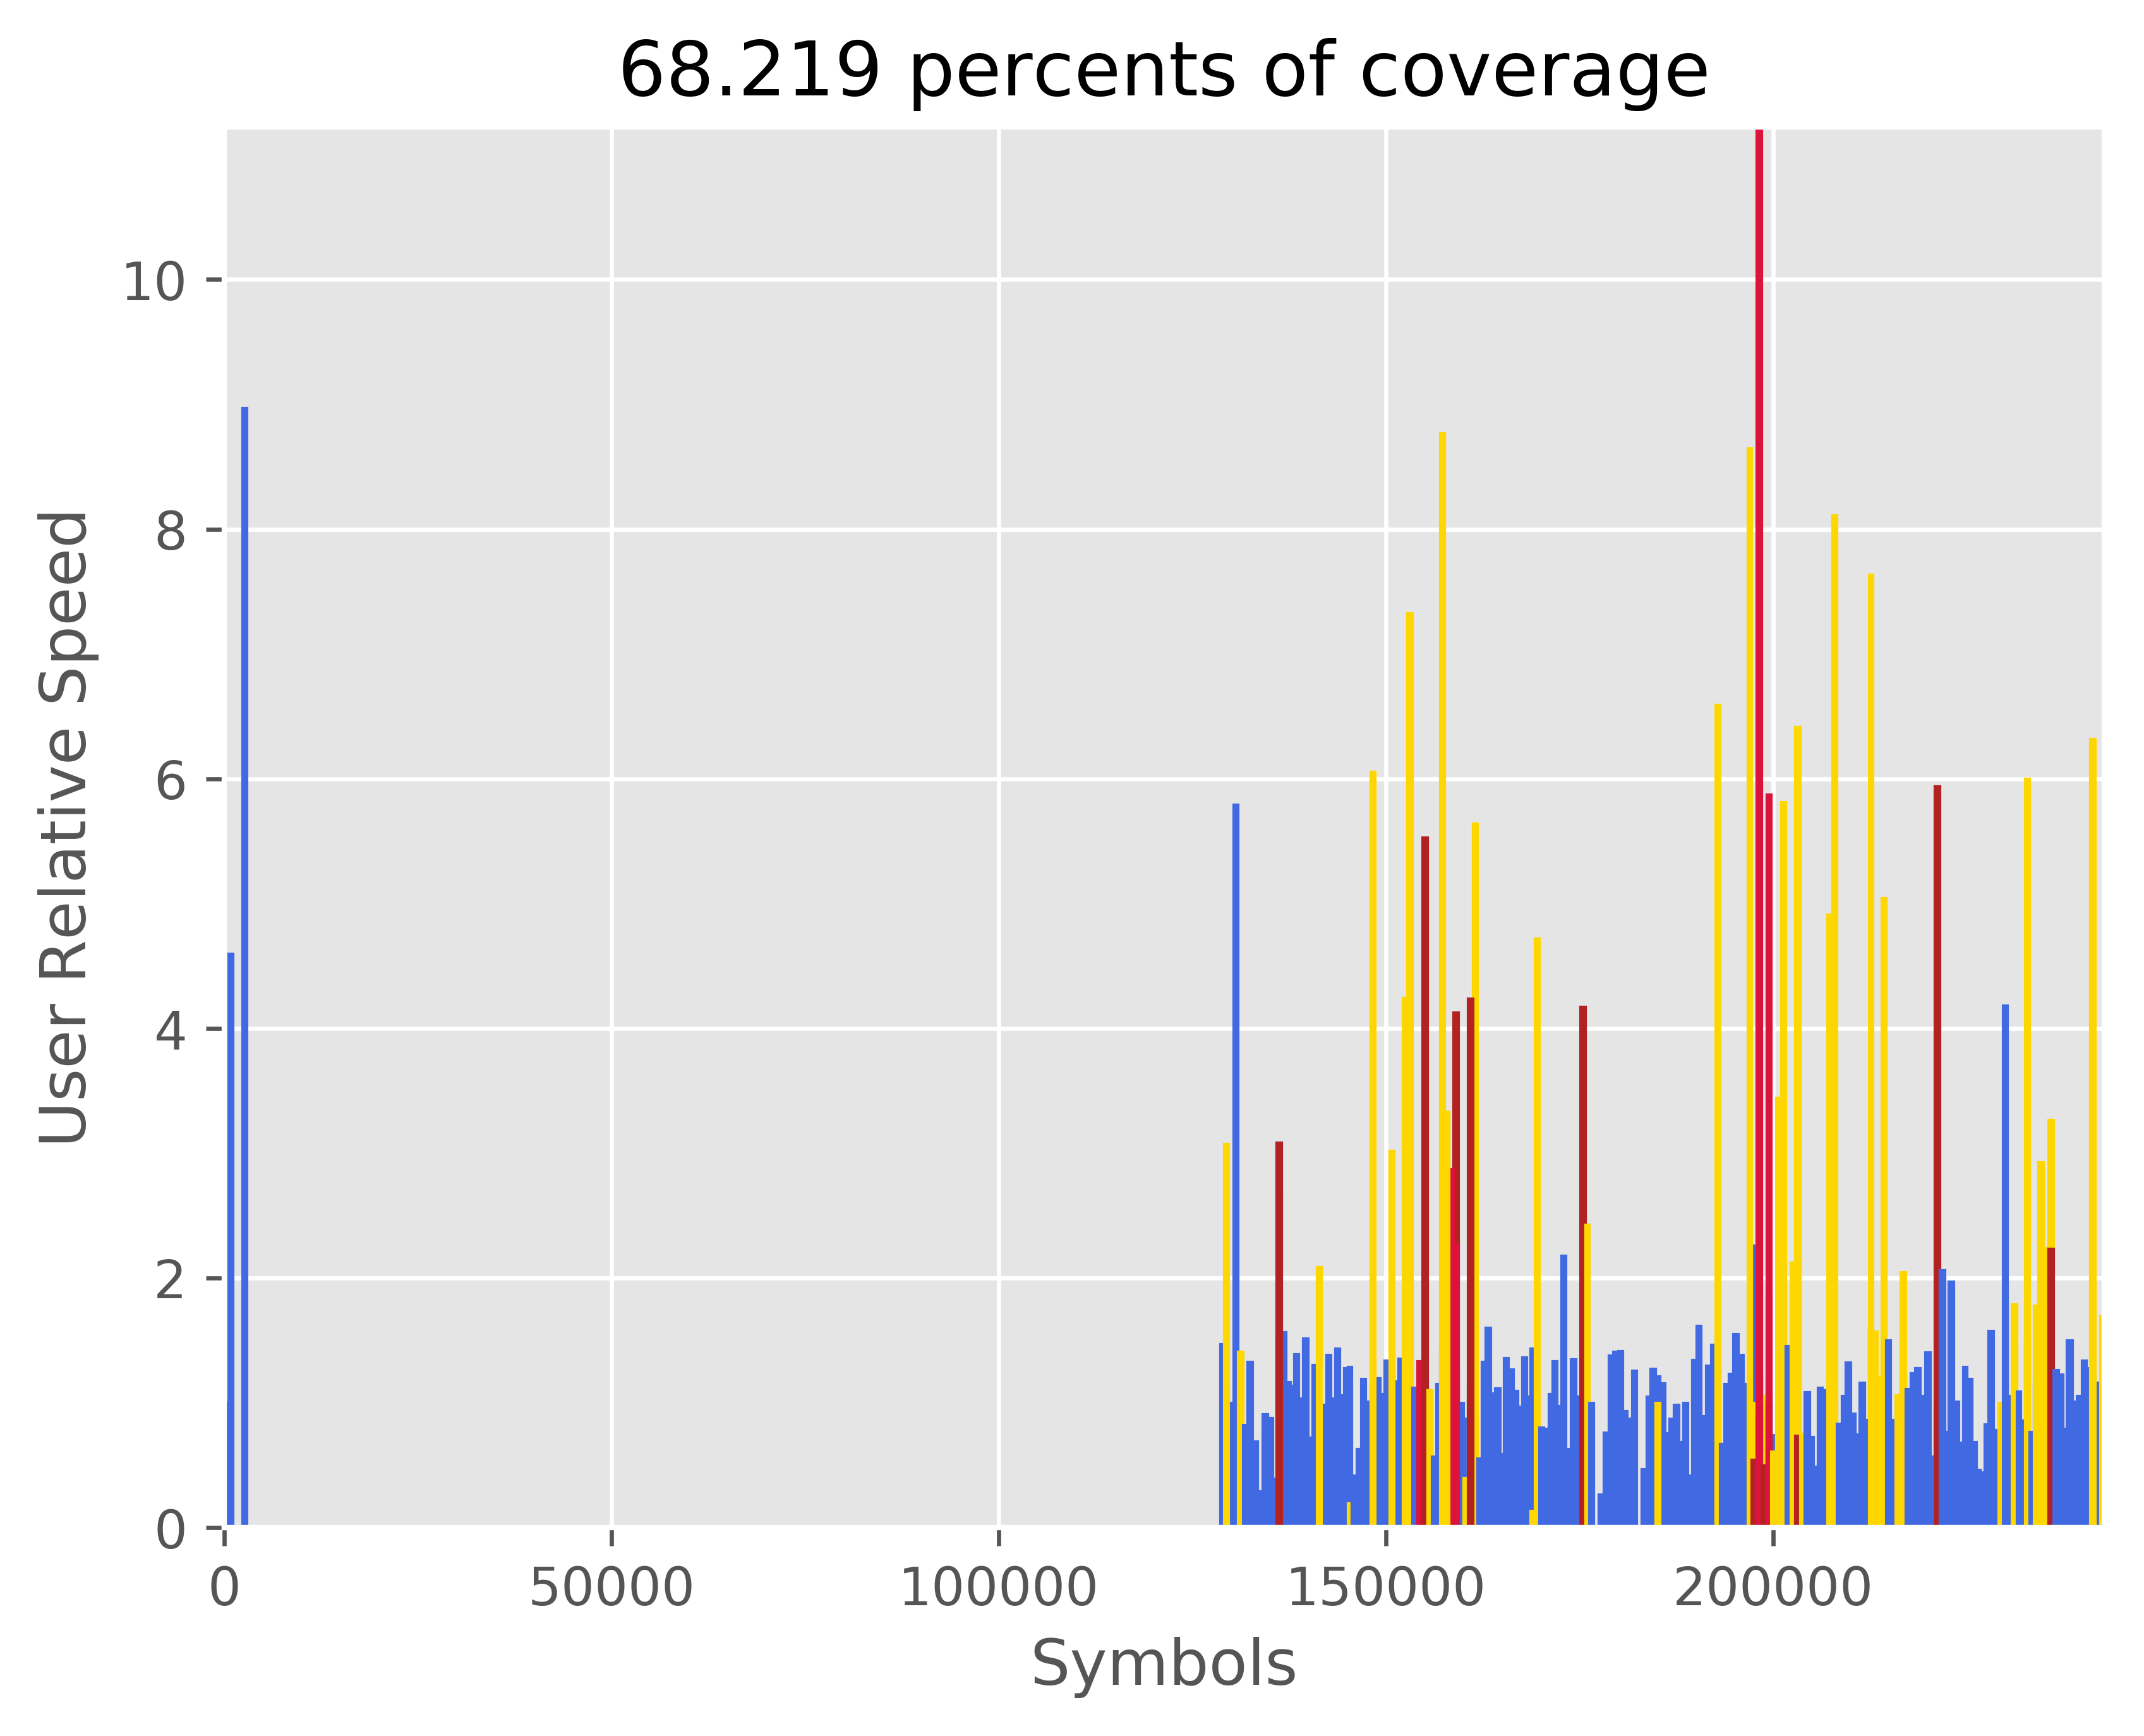 68.219 percents of coverage
User Relative Speed
10
8
6
4
2
0
0 50000 100000 150000 200000
Symbols